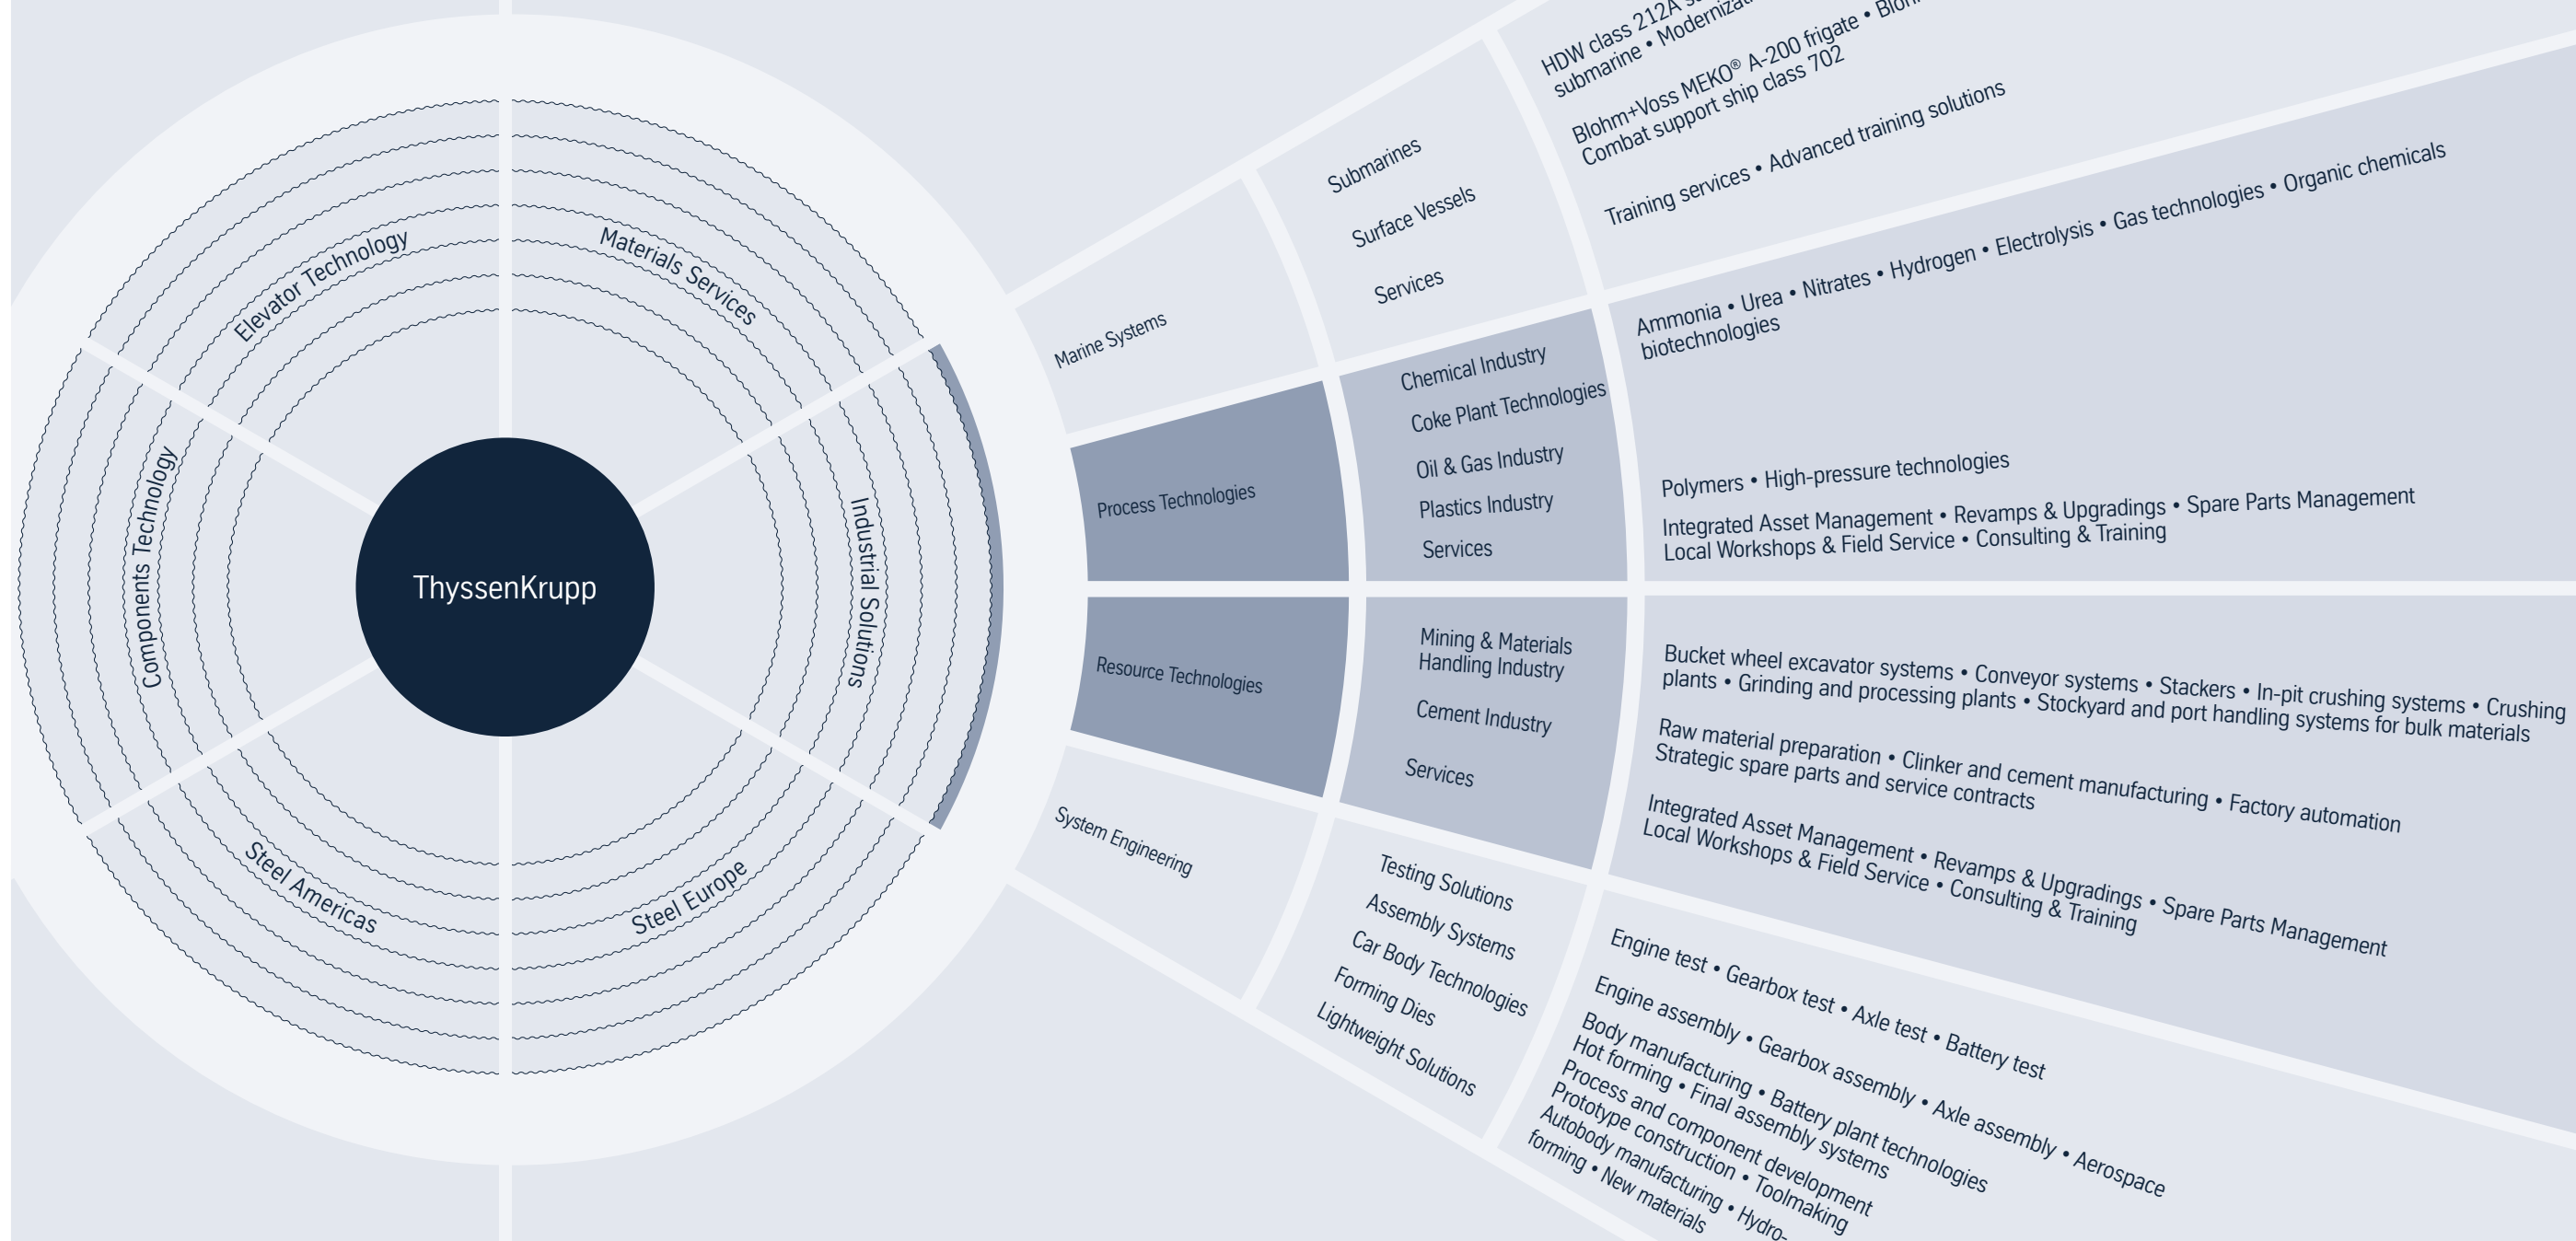 ThyssenKrupp
Elevator Technology
Materials Services
Industrial Solutions
Steel Europe
Steel Americas
Components Technology
Marine Systems
Submarines
Surface Vessels
Services
HDW class 212A
submarine •
Blohm+Voss MEKO® A-200 frigate •
Combat support ship class 702
Training services • Advanced training solutions
Process Technologies
Chemical Industry
Coke Plant Technologies
Oil & Gas Industry
Plastics Industry
Services
Ammonia • Urea • Nitrates • Hydrogen • Electrolysis • Gas technologies • Organic chemicals
biotechnologies
Polymers • High-pressure technologies
Integrated Asset Management • Revamps & Upgradings • Spare Parts Management
Local Workshops & Field Service • Consulting & Training
Resource Technologies
Mining & Materials
Handling Industry
Cement Industry
Services
Bucket wheel excavator systems • Conveyor systems • Stackers • In-pit crushing systems • Crushing
plants • Grinding and processing plants • Stockyard and port handling systems for bulk materials
Raw material preparation • Clinker and cement manufacturing • Factory automation
Strategic spare parts and service contracts
Integrated Asset Management • Revamps & Upgradings • Spare Parts Management
Local Workshops & Field Service • Consulting & Training
System Engineering
Testing Solutions
Assembly Systems
Car Body Technologies
Forming Dies
Lightweight Solutions
Engine test • Gearbox test • Axle test • Battery test
Engine assembly • Gearbox assembly • Axle assembly • Aerospace
Body manufacturing • Battery plant technologies
Hot forming • Final assembly systems
Process and component development
Prototype construction • Toolmaking
Autobody manufacturing • Hydro-
forming • New materials